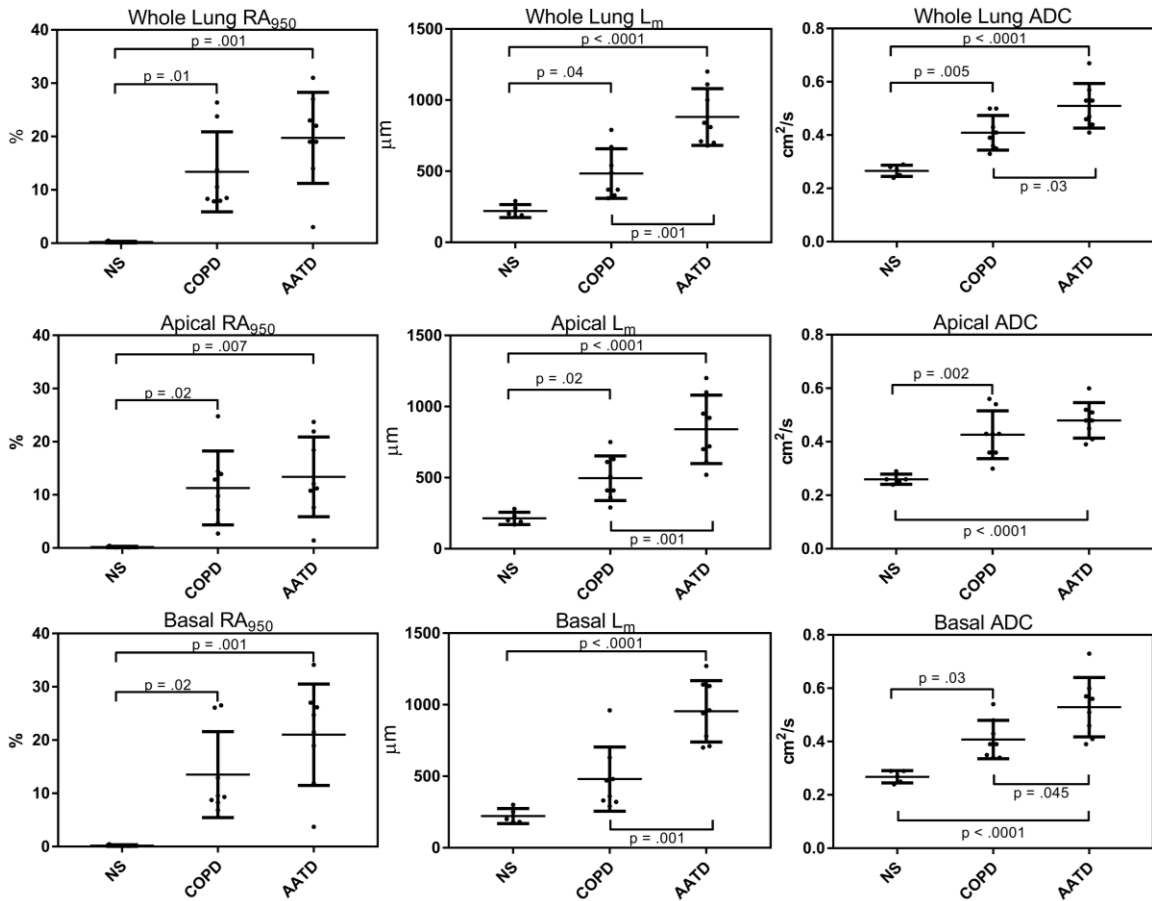 Whole Lung RA950
40
30
20
10
0
%
p = .001
p = .01
NS
COPD
AATD
Whole Lung Lm
1500
1000
500
0
μm
p < .0001
p = .04
p = .001
NS
COPD
AATD
Whole Lung ADC
0.8
0.6
0.4
0.2
0.0
cm²/s
p < .0001
p = .005
p = .03
NS
COPD
AATD
Apical RA950
40
30
20
10
0
%
p = .007
p = .02
NS
COPD
AATD
Apical Lm
1500
1000
500
0
μm
p < .0001
p = .02
p = .001
NS
COPD
AATD
Apical ADC
0.8
0.6
0.4
0.2
0.0
cm²/s
p = .002
p < .0001
NS
COPD
AATD
Basal RA950
40
30
20
10
0
%
p = .001
p = .02
NS
COPD
AATD
Basal Lm
1500
1000
500
0
μm
p < .0001
p = .001
NS
COPD
AATD
Basal ADC
0.8
0.6
0.4
0.2
0.0
cm²/s
p = .03
p = .045
p < .0001
NS
COPD
AATD